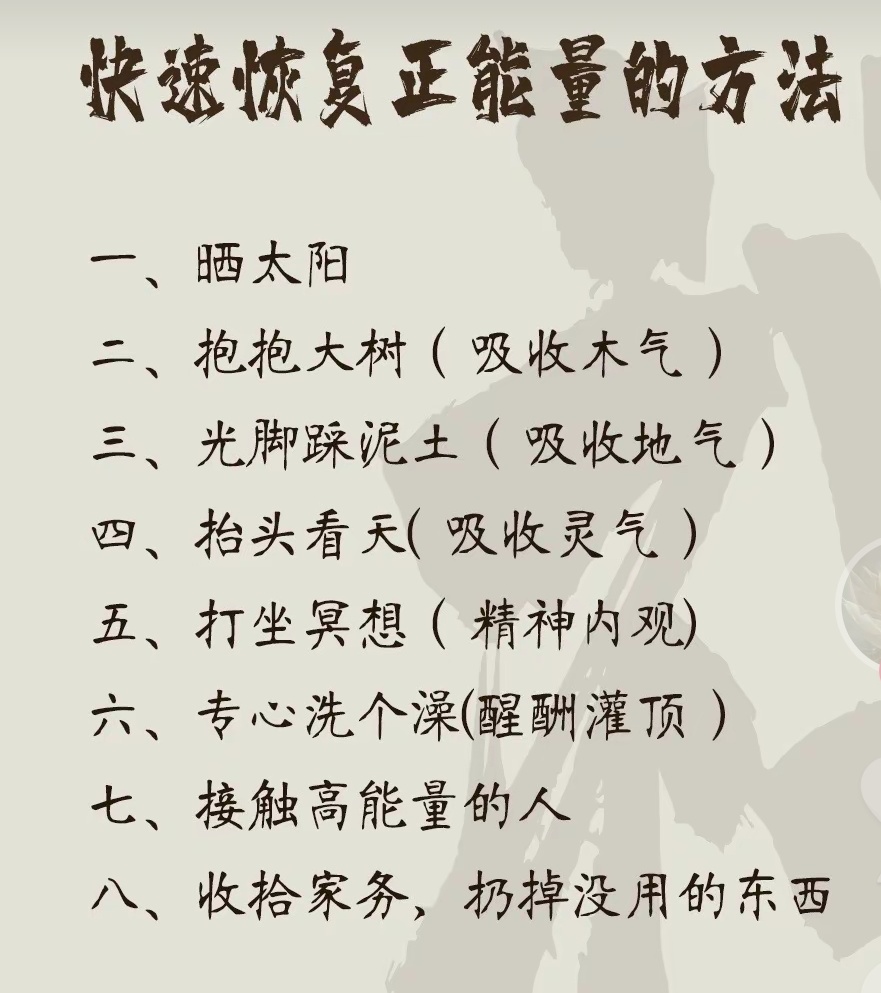 快速恢复正能量的方法
一、晒太阳
二、抱抱大树（吸收木气）
三、光脚踩泥土（吸收地气）
四、抬头看天(吸收灵气）
五、打坐冥想（精神内观)
六、专心洗个澡(醒酬灌顶）
七、接触高能量的人
八、收拾家务，扔掉没用的东西